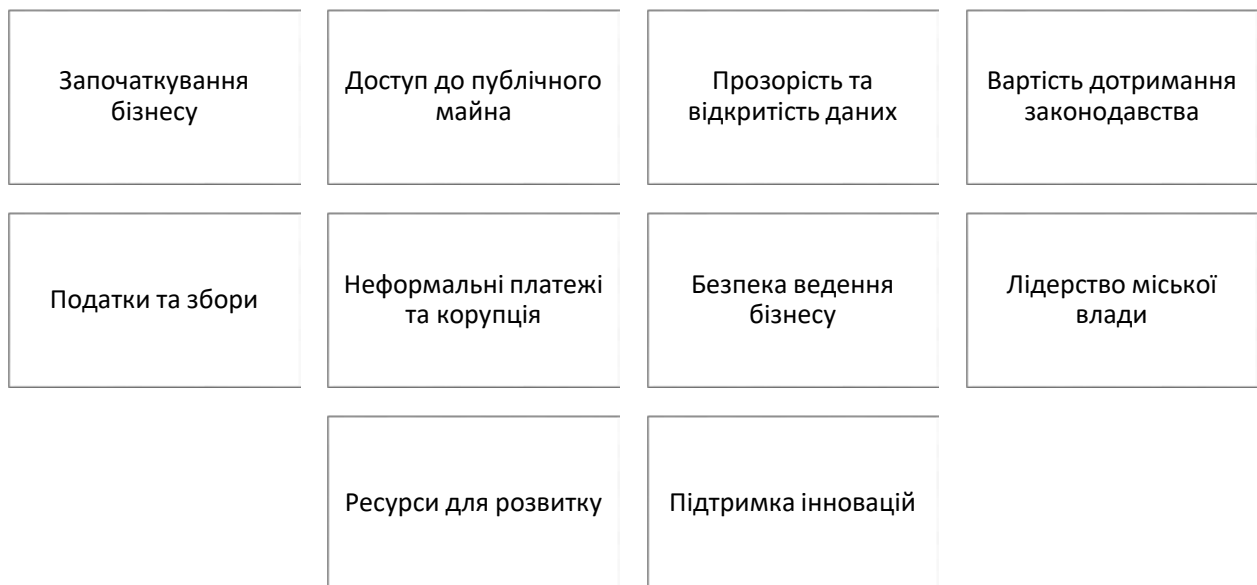 Започаткування
бізнесу
Доступ до публічного
майна
Прозорість та
відкритість даних
Вартість дотримання
законодавства
Податки та збори
Неформальні платежі
та корупція
Безпека ведення
бізнесу
Лідерство міської
влади
Ресурси для розвитку
Підтримка інновацій